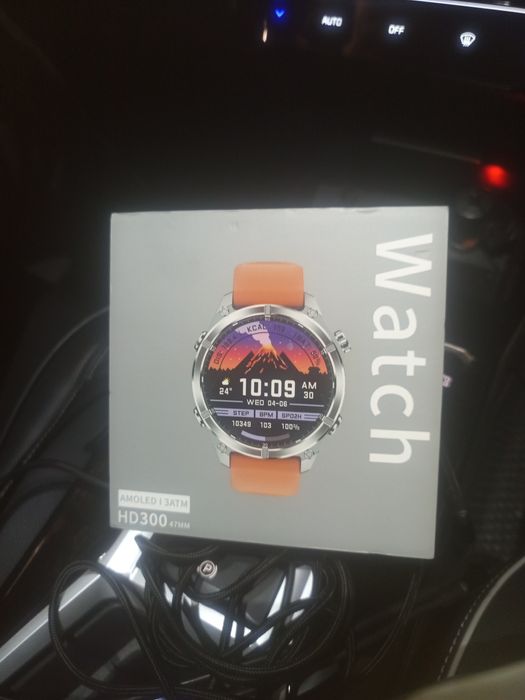 AUTO
OFF
Watch
KCAL
10:09
AM
30
24°
WED 04-06
STEP BPM SPO2H
10349 103 100%
AMOLED | 3ATM
HD300 47MM
P